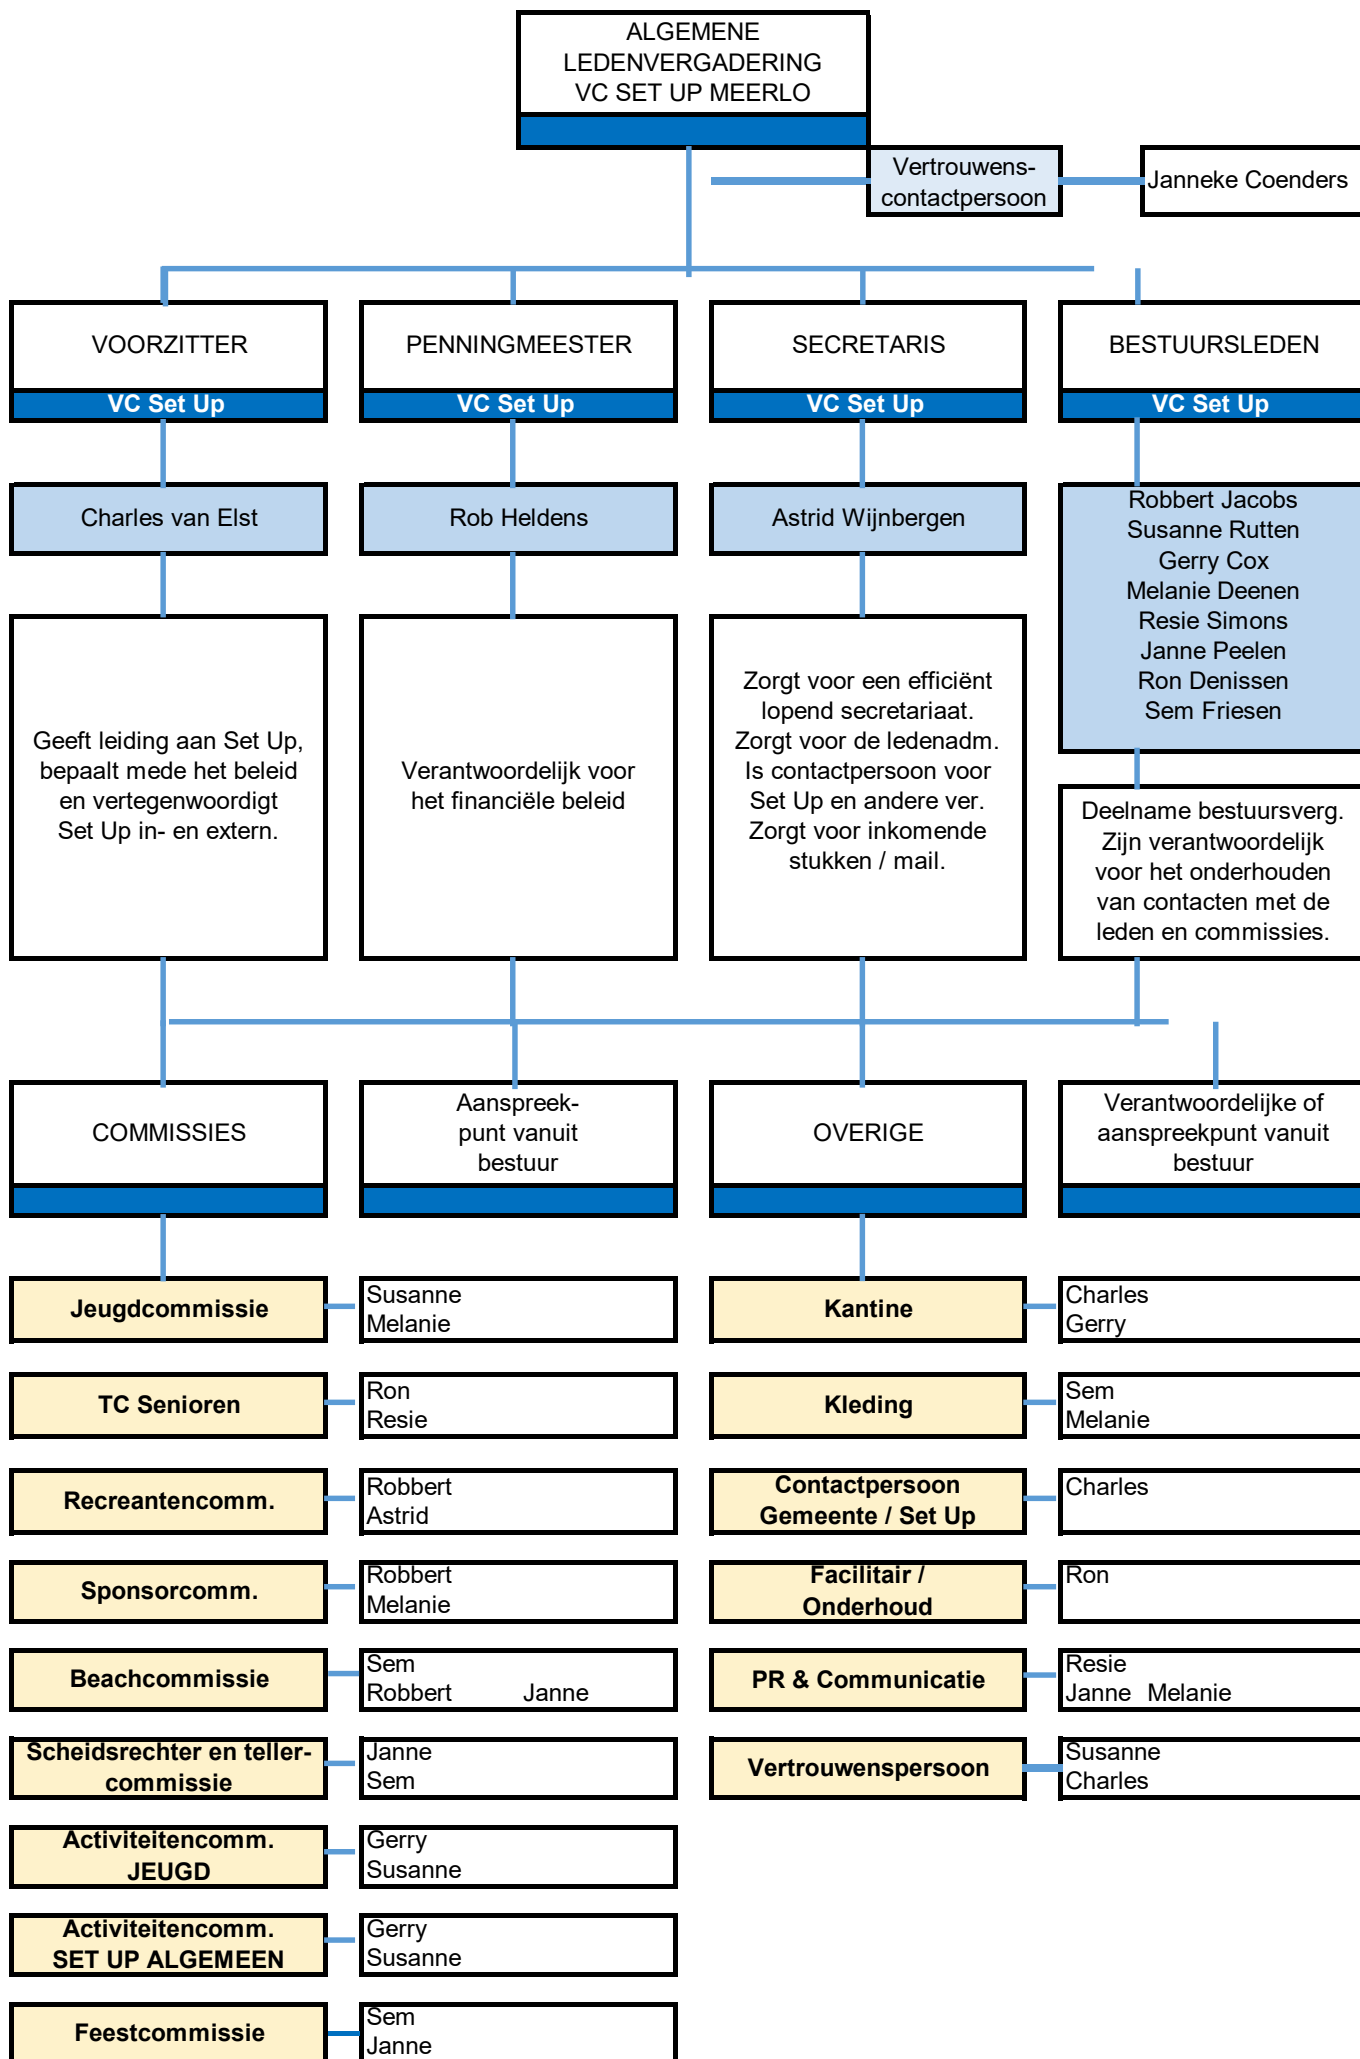 ALGEMENE
LEDENVERGADERING
VC SET UP MEERLO
Vertrouwens-
contactpersoon
Janneke Coenders
VOORZITTER
VC Set Up
PENNINGMEESTER
VC Set Up
SECRETARIS
VC Set Up
BESTUURSLEDEN
VC Set Up
Charles van Elst
Rob Heldens
Astrid Wijnbergen
Robbert Jacobs
Susanne Rutten
Gerry Cox
Melanie Deenen
Resie Simons
Janne Peelen
Ron Denissen
Sem Friesen
Geeft leiding aan Set Up,
bepaalt mede het beleid
en vertegenwoordigt
Set Up in- en extern.
Verantwoordelijk voor
het financiële beleid
Zorgt voor een efficiënt
lopend secretariaat.
Zorgt voor de ledenadm.
Is contactpersoon voor
Set Up en andere ver.
Zorgt voor inkomende
stukken / mail.
Deelname bestuursverg.
Zijn verantwoordelijk
voor het onderhouden
van contacten met de
leden en commissies.
COMMISSIES
Aanspreek-
punt vanuit
bestuur
OVERIGE
Verantwoordelijke of
aanspreekpunt vanuit
bestuur
Jeugdcommissie
Susanne
Melanie
Kantine
Charles
Gerry
TC Senioren
Ron
Resie
Kleding
Sem
Melanie
Recreantencomm.
Robbert
Astrid
Contactpersoon
Gemeente / Set Up
Charles
Sponsorcomm.
Robbert
Melanie
Facilitair /
Onderhoud
Ron
Beachcommissie
Sem
Robbert Janne
PR & Communicatie
Resie
Janne Melanie
Scheidsrechter en teller-
commissie
Janne
Sem
Vertrouwenspersoon
Susanne
Charles
Activiteitencomm.
JEUGD
Gerry
Susanne
Activiteitencomm.
SET UP ALGEMEEN
Gerry
Susanne
Feestcommissie
Sem
Janne